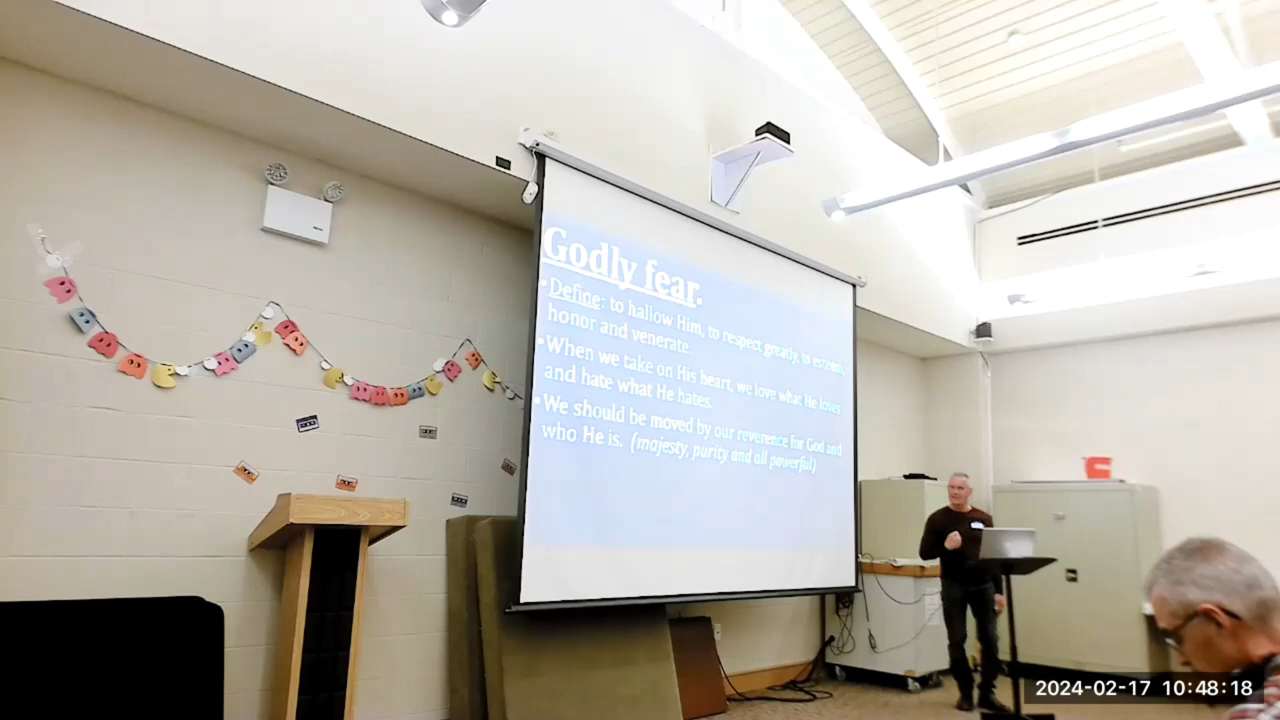 Godly fear.
• Define: to hallow Him, to respect greatly, to esteem,
honor and venerate.
• When we take on His heart, we love what He loves
and hate what He hates.
• We should be moved by our reverence for God and
who He is. (majesty, purity and all powerful)
2024-02-17 10:48:18